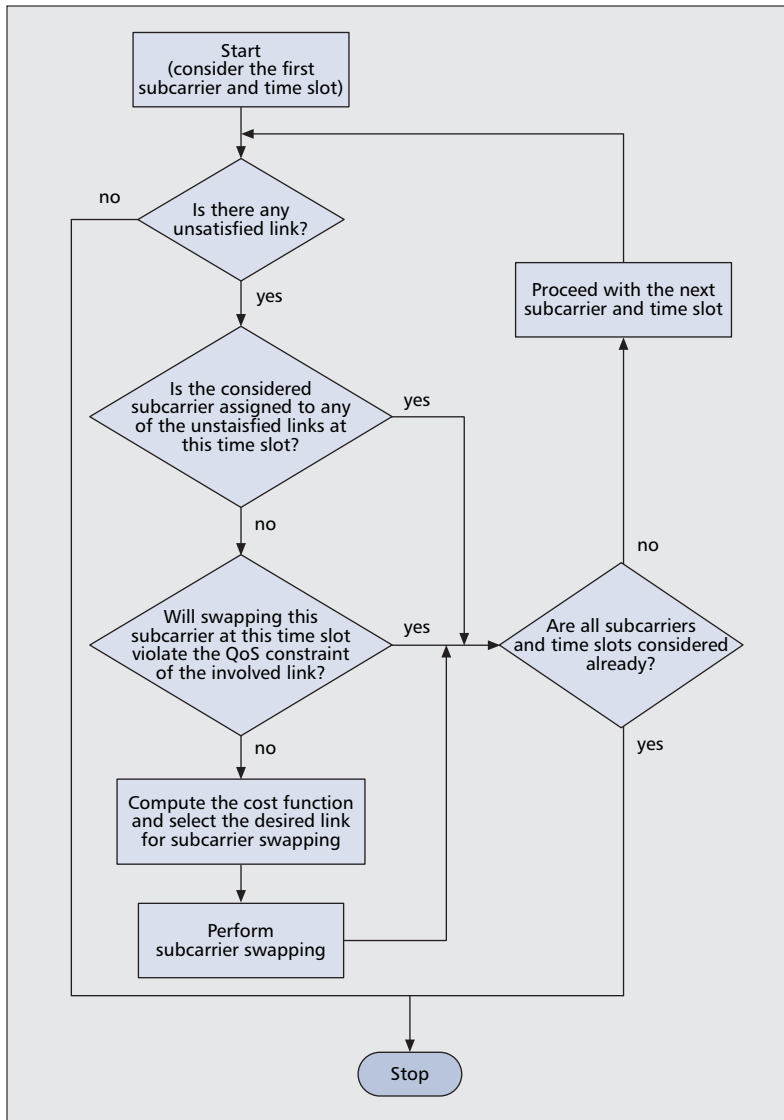 Start
(consider the first
subcarrier and time slot)
no
Is there any
unsatisfied link?
yes
Proceed with the next
subcarrier and time slot
Is the considered
subcarrier assigned to any
of the unstaisfied links at
this time slot?
yes
no
no
Will swapping this
subcarrier at this time slot
violate the QoS constraint
of the involved link?
yes
Are all subcarriers
and time slots considered
already?
no
yes
Compute the cost function
and select the desired link
for subcarrier swapping
Perform
subcarrier swapping
Stop